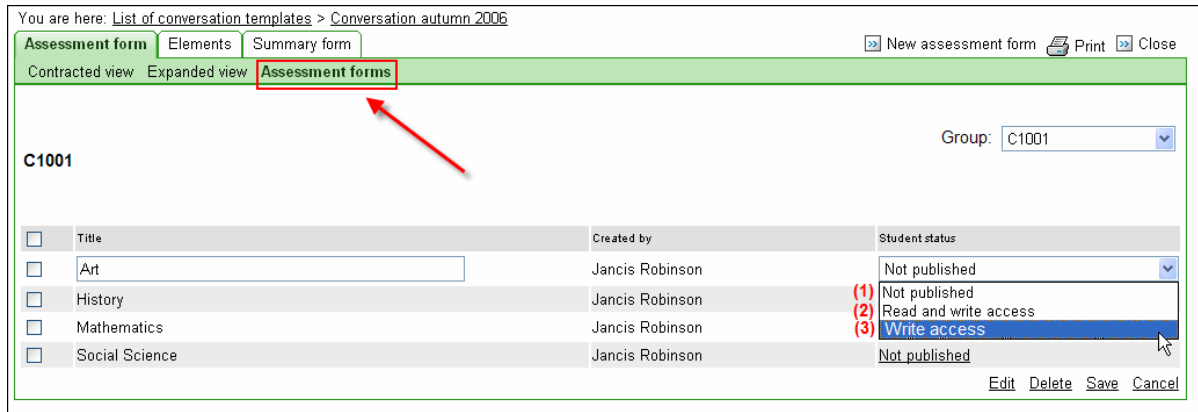 You are here: List of conversation templates > Conversation autumn 2006
Assessment form Elements Summary form New assessment form Print Close
Contracted view Expanded view Assessment forms
Group: C1001
C1001
Title Created by Student status
Art Jancis Robinson Not published
History Jancis Robinson (1) Not published
(2) Read and write access
Mathematics Jancis Robinson (3) Write access
Social Science Jancis Robinson Not published
Edit Delete Save Cancel